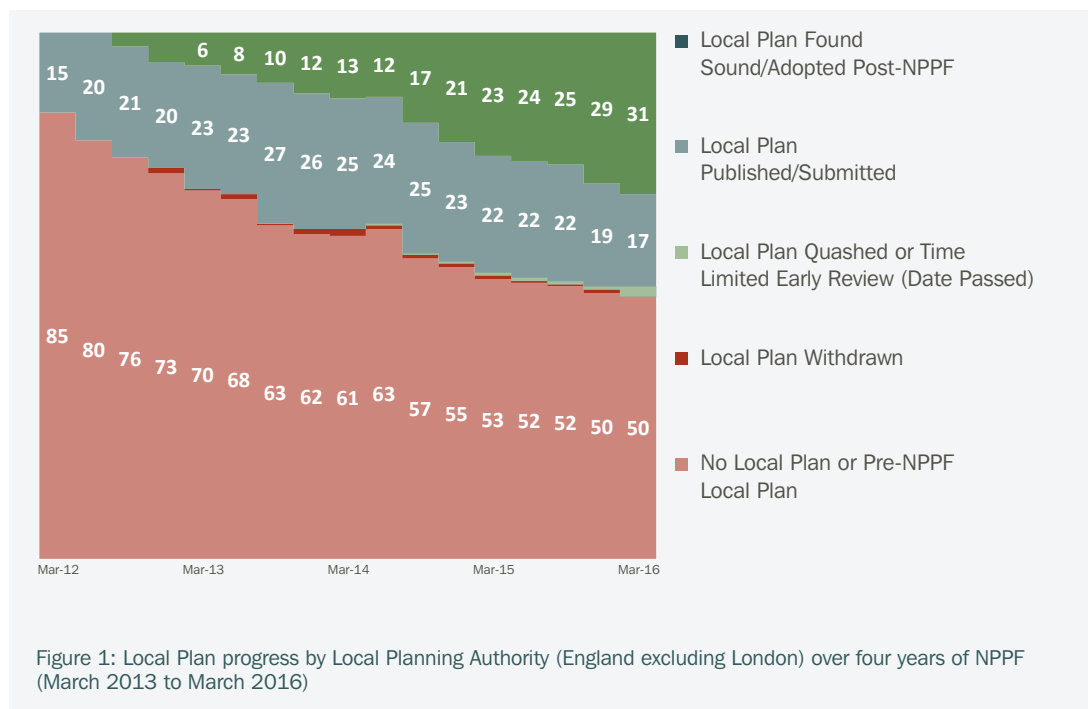 6 8 10 12 13 12 17 21 23 24 25 29 31
15 20 21 20 23 23 27 26 25 24 25 23 22 22 22 19 17
85 80 76 73 70 68 63 62 61 63 57 55 53 52 52 50 50
Mar-12 Mar-13 Mar-14 Mar-15 Mar-16
Local Plan Found
Sound/Adopted Post-NPPF
Local Plan
Published/Submitted
Local Plan Quashed or Time
Limited Early Review (Date Passed)
Local Plan Withdrawn
No Local Plan or Pre-NPPF
Local Plan
Figure 1: Local Plan progress by Local Planning Authority (England excluding London) over four years of NPPF
(March 2013 to March 2016)